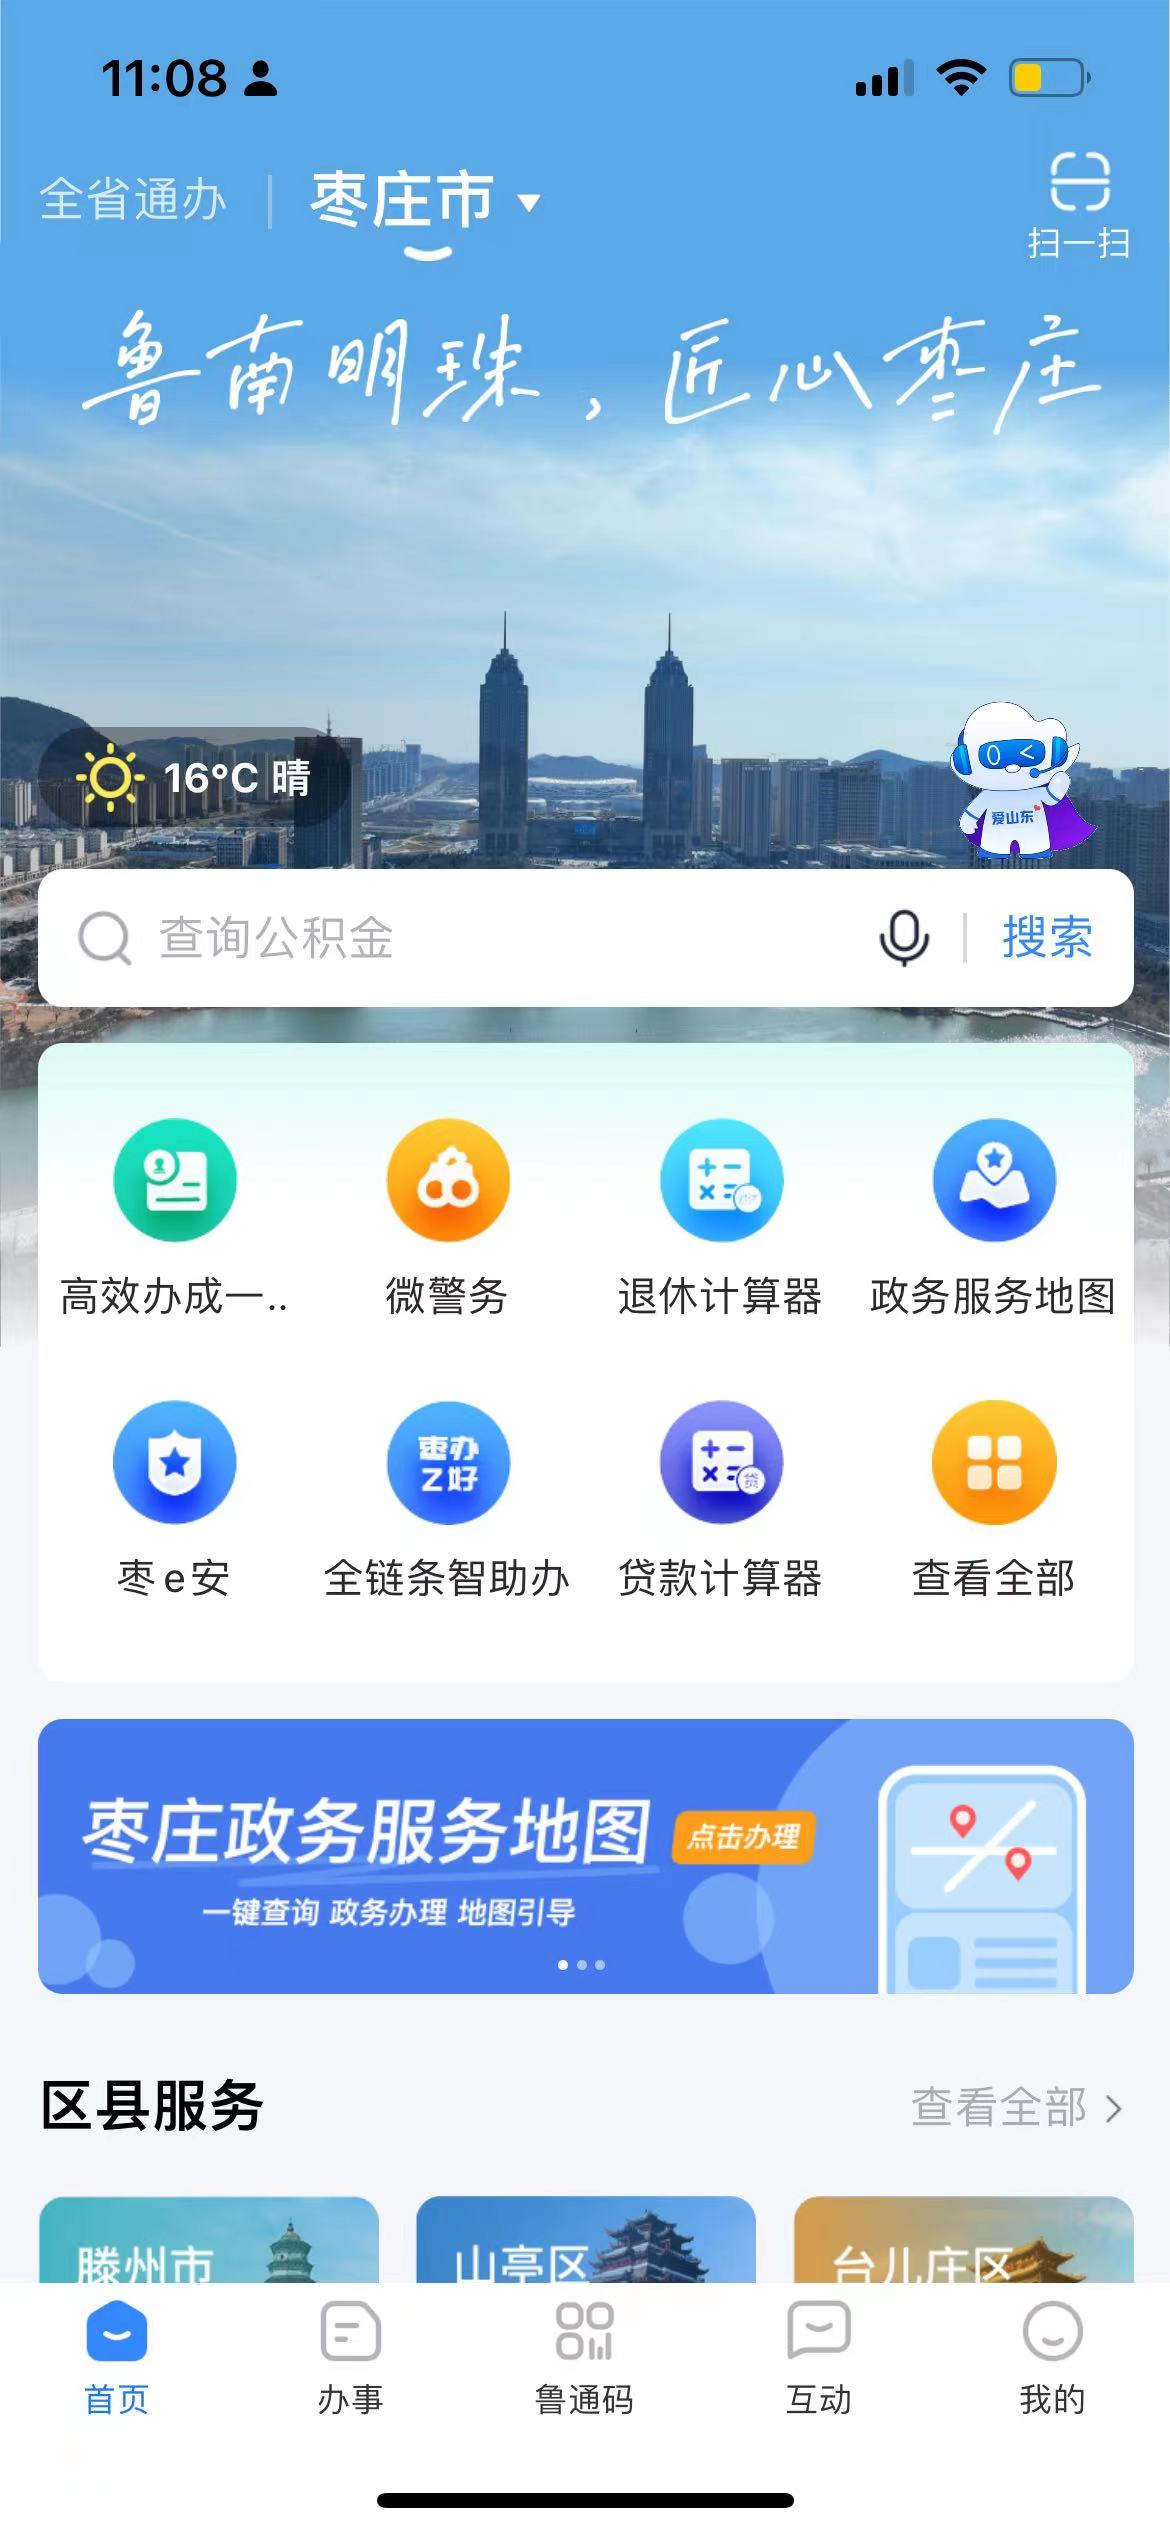 11:08
全省通办 枣庄市
扫一扫
鲁南明珠，匠心枣庄
16°C 晴
爱山东
查询公积金 搜索
高效办成一.. 微警务 退休计算器 政务服务地图
枣办
乙好
贷
枣e安 全链条智助办 贷款计算器 查看全部
枣庄政务服务地图 点击办理
一键查询 政务办理 地图引导
区县服务 查看全部
滕州市 山亭区 台儿庄区
首页 办事 鲁通码 互动 我的